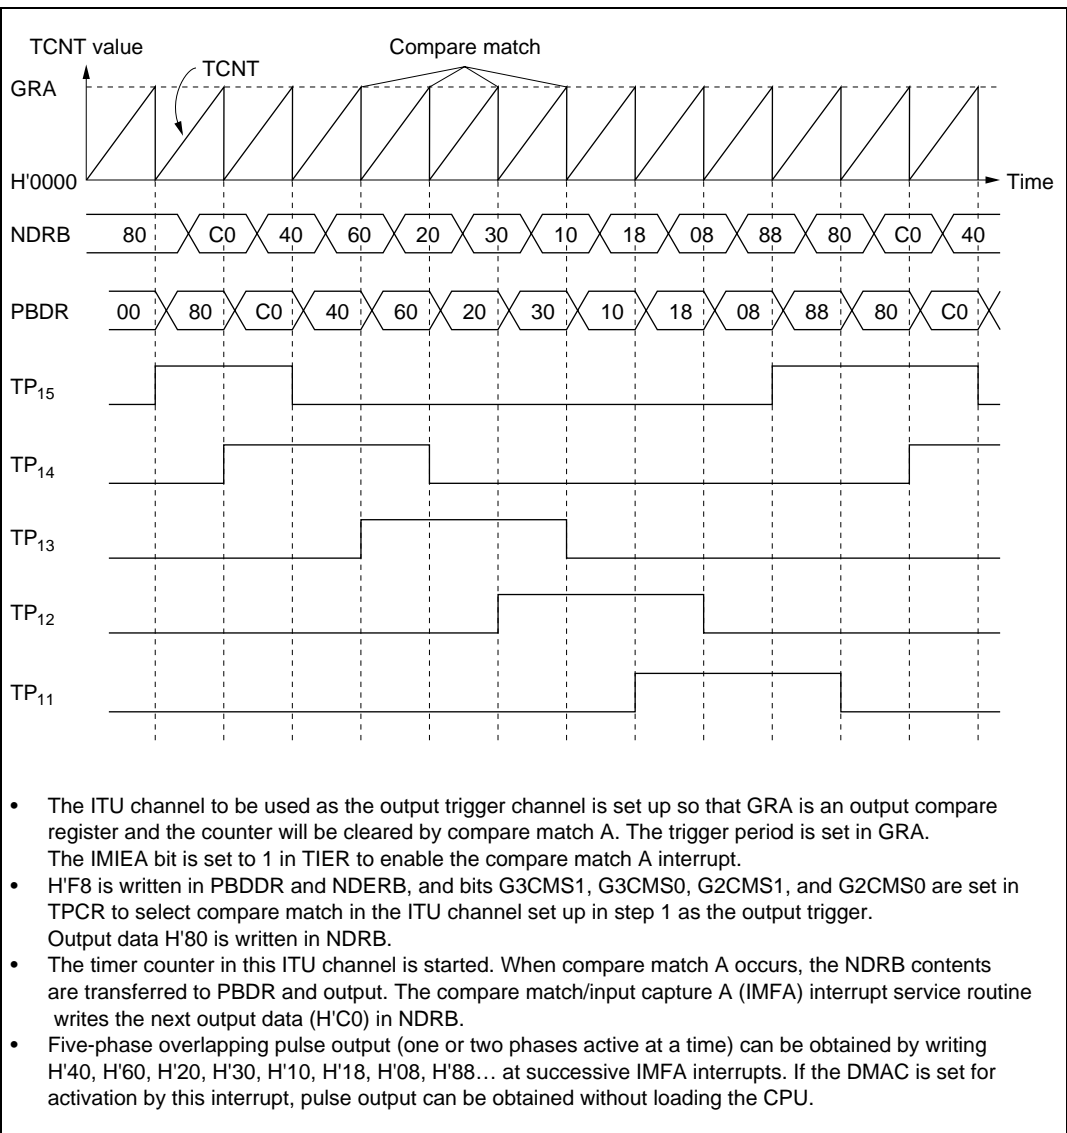 TCNT value Compare match
TCNT
GRA
H'0000 Time
NDRB 80 C0 40 60 20 30 10 18 08 88 80 C0 40
PBDR 00 80 C0 40 60 20 30 10 18 08 88 80 C0
TP15
TP14
TP13
TP12
TP11
• The ITU channel to be used as the output trigger channel is set up so that GRA is an output compare
register and the counter will be cleared by compare match A. The trigger period is set in GRA.
The IMIEA bit is set to 1 in TIER to enable the compare match A interrupt.
• H'F8 is written in PBDDR and NDERB, and bits G3CMS1, G3CMS0, G2CMS1, and G2CMS0 are set in
TPCR to select compare match in the ITU channel set up in step 1 as the output trigger.
Output data H'80 is written in NDRB.
• The timer counter in this ITU channel is started. When compare match A occurs, the NDRB contents
are transferred to PBDR and output. The compare match/input capture A (IMFA) interrupt service routine
writes the next output data (H'C0) in NDRB.
• Five-phase overlapping pulse output (one or two phases active at a time) can be obtained by writing
H'40, H'60, H'20, H'30, H'10, H'18, H'08, H'88… at successive IMFA interrupts. If the DMAC is set for
activation by this interrupt, pulse output can be obtained without loading the CPU.